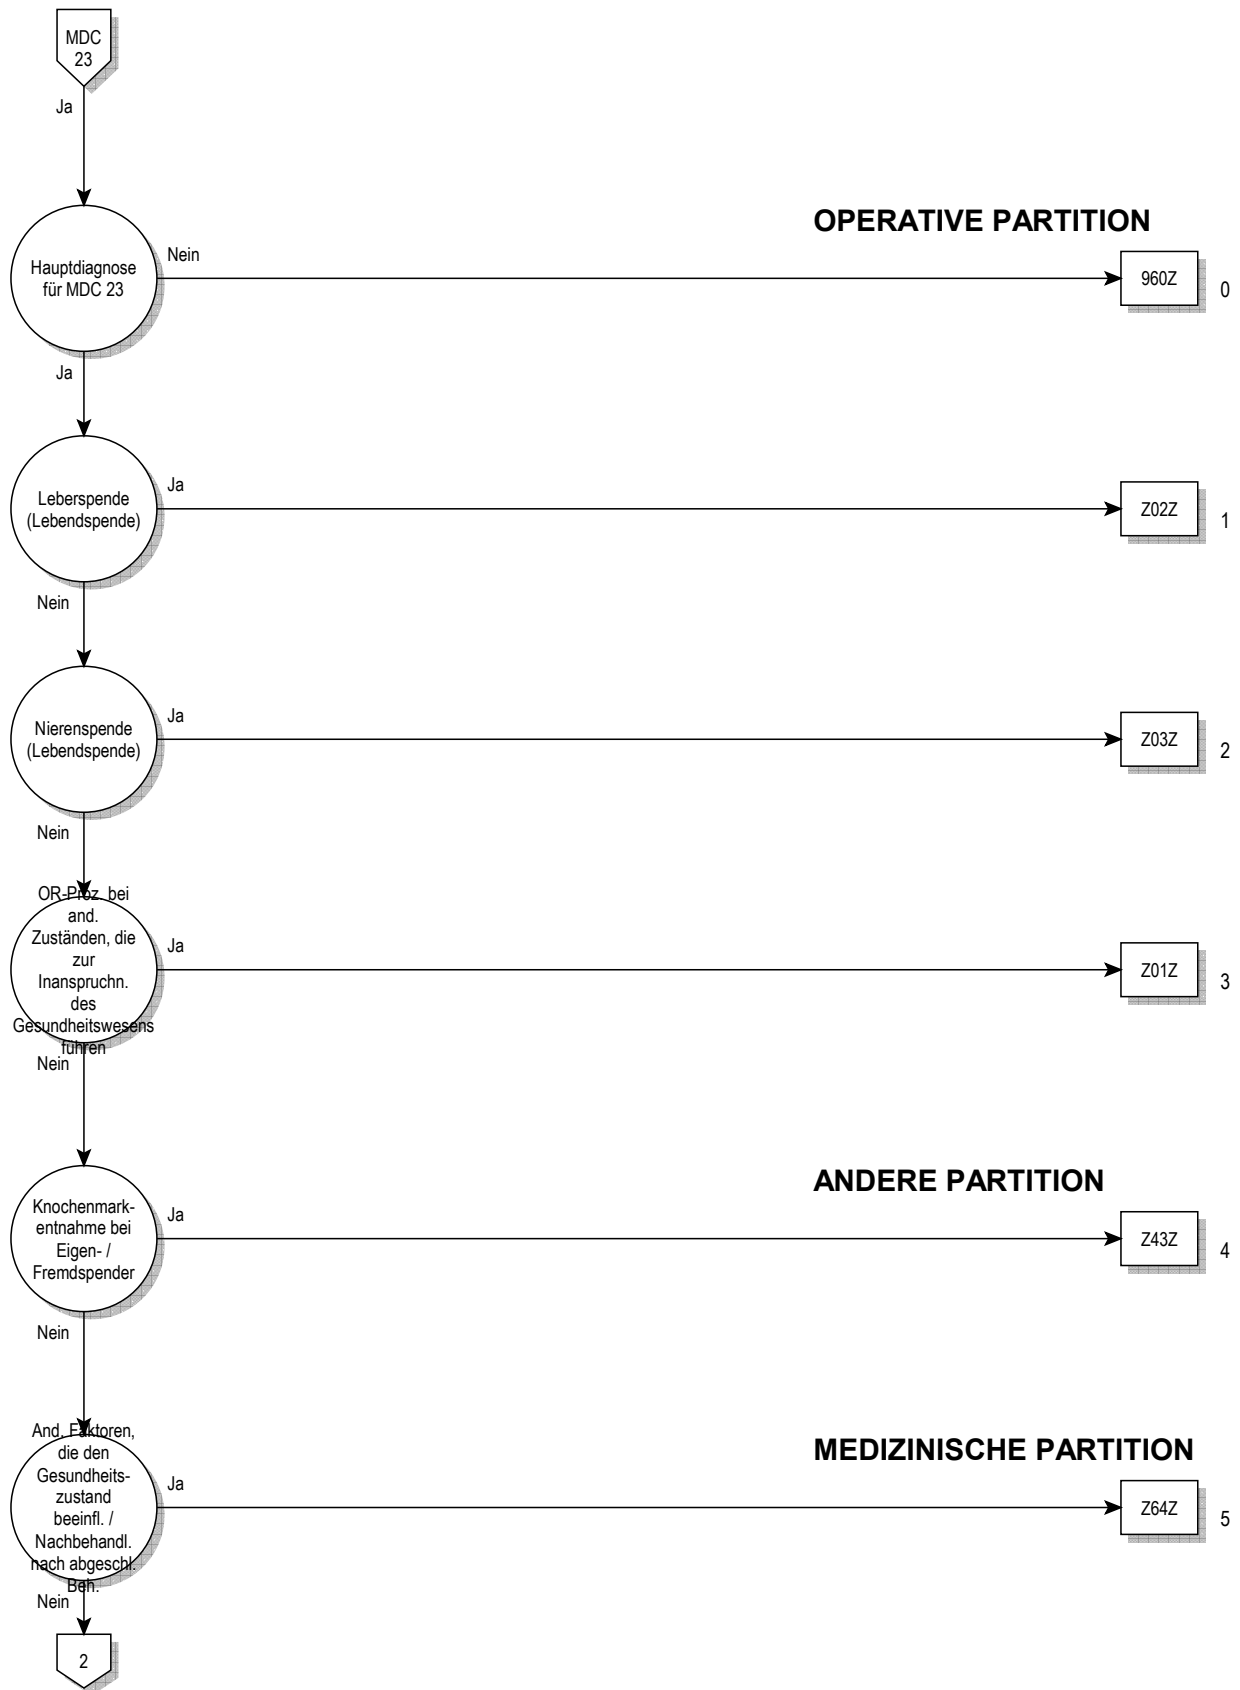 MDC
23
Ja
OPERATIVE PARTITION
Hauptdiagnose
für MDC 23
Nein
960Z
0
Ja
Leberspende
(Lebendspende)
Ja
Z02Z
1
Nein
Nierenspende
(Lebendspende)
Ja
Z03Z
2
Nein
OR-Proz. bei
and.
Zuständen, die
zur
Inanspruchn.
des
Gesundheitswesens
führen
Ja
Z01Z
3
Nein
ANDERE PARTITION
Knochenmark-
entnahme bei
Eigen- /
Fremdspender
Ja
Z43Z
4
Nein
MEDIZINISCHE PARTITION
And. Faktoren,
die den
Gesundheits-
zustand
beeinfl. /
Nachbehandl.
nach abgeschl.
Beh.
Ja
Z64Z
5
Nein
2